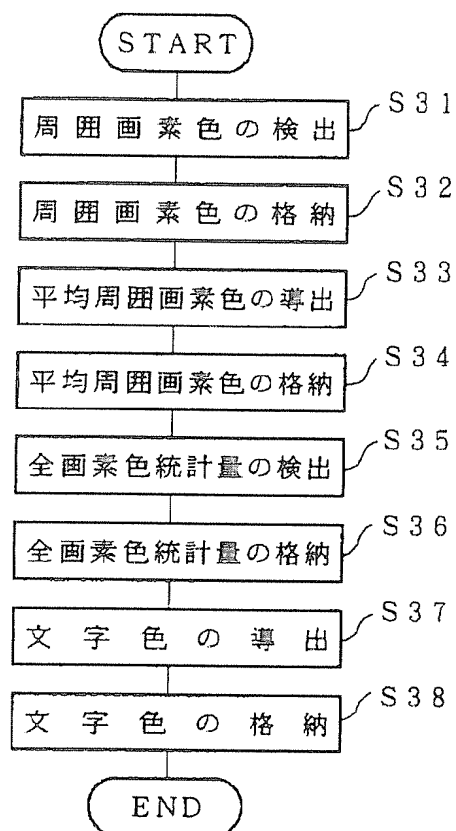 START
周囲画素色の検出 S31
周囲画素色の格納 S32
平均周囲画素色の導出 S33
平均周囲画素色の格納 S34
全画素色統計量の検出 S35
全画素色統計量の格納 S36
文字色の導出 S37
文字色の格納 S38
END